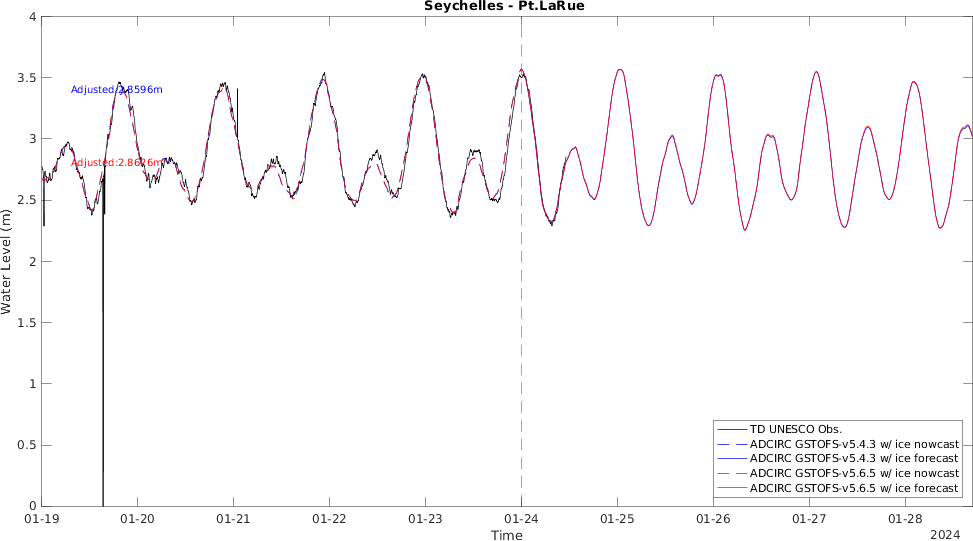 Seychelles - Pt.LaRue
4
3.5
3
2.5
2
1.5
1
0.5
0
Water Level (m)
Adjusted:2.8596m
Adjusted:2.8626m
TD UNESCO Obs.
ADCIRC GSTOFS-v5.4.3 w/ ice nowcast
ADCIRC GSTOFS-v5.4.3 w/ ice forecast
ADCIRC GSTOFS-v5.6.5 w/ ice nowcast
ADCIRC GSTOFS-v5.6.5 w/ ice forecast
01-19 01-20 01-21 01-22 01-23 01-24 01-25 01-26 01-27 01-28
Time
2024